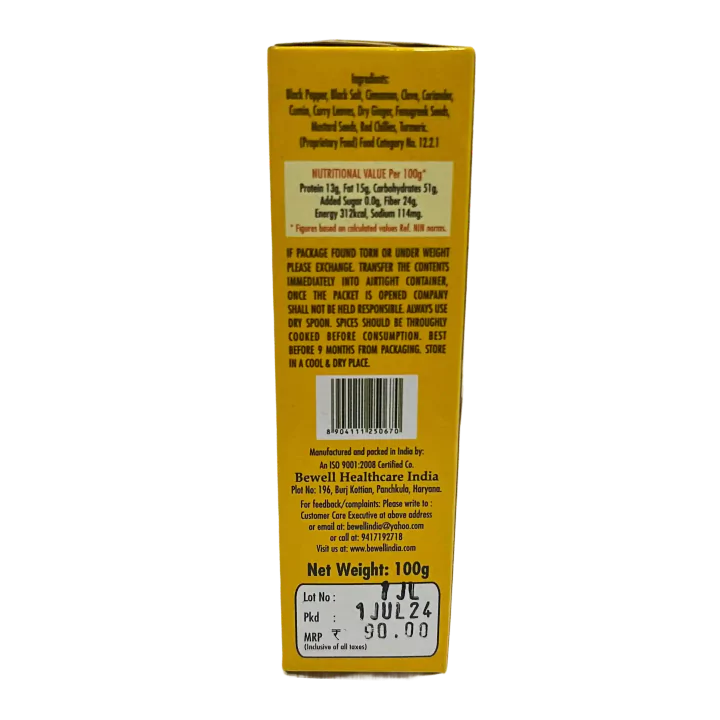 Ingredients:
Black Pepper, Black Salt, Cinnamon, Clove, Coriander,
Cumin, Curry Leaves, Dry Ginger, Fenugreek Seeds,
Mustard Seeds, Red Chillies, Turmeric.
(Proprietary Food) Food Category No. 12.2.1
NUTRITIONAL VALUE Per 100g*
Protein 13g, Fat 15g, Carbohydrates 51g,
Added Sugar 0.0g, Fiber 24g,
Energy 312kcal, Sodium 114mg.
* Figures based on calculated values Ref. NIN norms.
IF PACKAGE FOUND TORN OR UNDER WEIGHT
PLEASE EXCHANGE. TRANSFER THE CONTENTS
IMMEDIATELY INTO AIRTIGHT CONTAINER,
ONCE THE PACKET IS OPENED COMPANY
SHALL NOT BE HELD RESPONSIBLE. ALWAYS USE
DRY SPOON. SPICES SHOULD BE THROUGHLY
COOKED BEFORE CONSUMPTION. BEST
BEFORE 9 MONTHS FROM PACKAGING. STORE
IN A COOL & DRY PLACE.
8 904111 250670
Manufactured and packed in India by:
An ISO 9001:2008 Certified Co.
Bewell Healthcare India
Plot No: 196, Burj Kottian, Panchkula, Haryana.
For feedback/complaints: Please write to :
Customer Care Executive at above address
or email at: bewellindia@yahoo.com
or call at: 9417192718
Visit us at: www.bewellindia.com
Net Weight: 100g
Lot No : 1 JL
Pkd : 1 JUL 24
MRP ₹ 90.00
(Inclusive of all taxes)